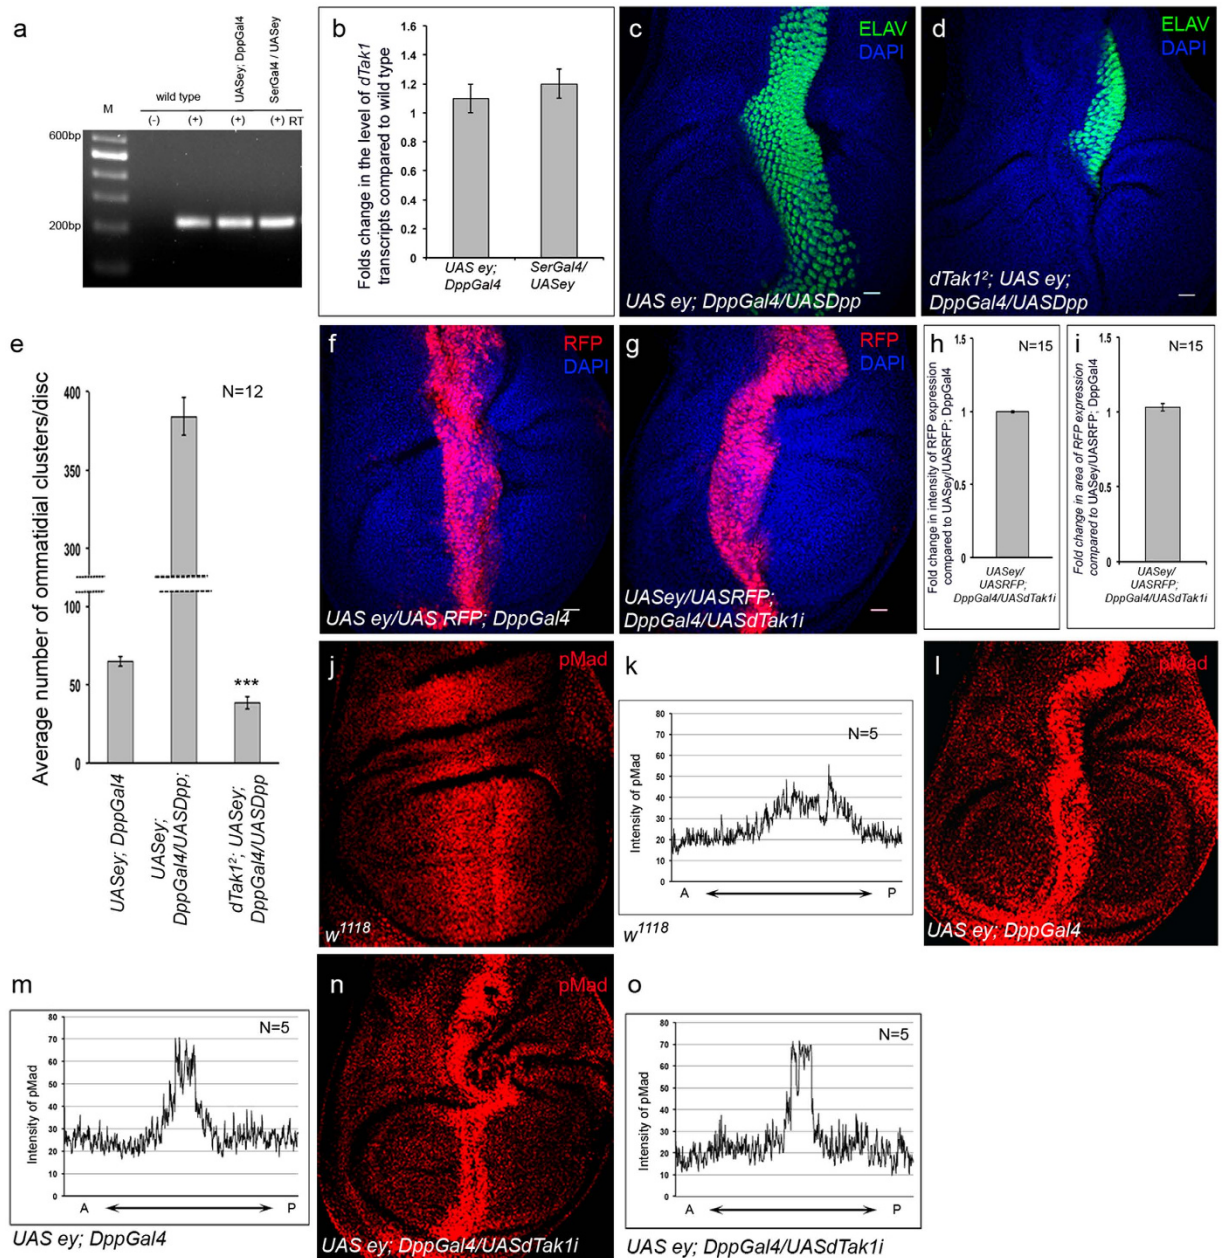 a
M
wild type
UASey; DppGal4
SerGal4 / UASey
(-)
(+)
(+)
(+) RT
600bp
200bp
b
Folds change in the level of dTak1
transcripts compared to wild type
1.6
1.4
1.2
1
0.8
0.6
0.4
0.2
0
UAS ey;
DppGal4
SerGal4/
UASey
c
ELAV
DAPI
UAS ey; DppGal4/UASDpp
d
ELAV
DAPI
dTak1²; UAS ey;
DppGal4/UASDpp
e
Average number of ommatidial clusters/disc
N=12
400
350
300
100
50
0
***
UASey; DppGal4
UASey;
DppGal4/UASDpp;
dTak1²; UASey;
DppGal4/UASDpp
f
RFP
DAPI
UAS ey/UAS RFP; DppGal4
g
RFP
DAPI
UASey/UASRFP;
DppGal4/UASdTak1i
h
Fold change in intensity of RFP expression
compared to UASey/UASRFP; DppGal4
N=15
1.5
1
0.5
0
UASey/
UASRFP;
DppGal4/UASdTak1i
i
Fold change in area of RFP expression
compared to UASey/UASRFP; DppGal4
N=15
1.5
1
0.5
0
UASey/
UASRFP;
DppGal4/UASdTak1i
j
pMad
w¹¹¹⁸
k
Intensity of pMad
N=5
80
70
60
50
40
30
20
10
0
A
P
w¹¹¹⁸
l
pMad
UAS ey; DppGal4
m
Intensity of pMad
N=5
80
70
60
50
40
30
20
10
0
A
P
UAS ey; DppGal4
n
pMad
UAS ey; DppGal4/UASdTak1i
o
Intensity of pMad
N=5
80
70
60
50
40
30
20
10
0
A
P
UAS ey; DppGal4/UASdTak1i